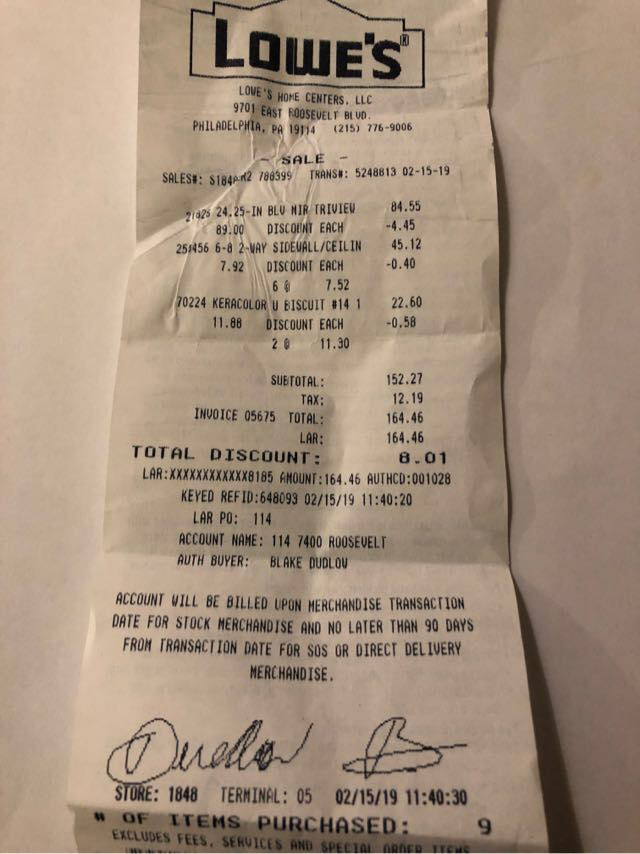 LOWE'S®
LOWE'S HOME CENTERS, LLC
9701 EAST ROOSEVELT BLVD.
PHILADELPHIA, PA 19114 (215) 776-9006
- SALE -
SALES#: 788399 TRANS#: 5248813 02-15-19
24.25-IN BLV MIR TRIVIEW 84.55
89.00 DISCOUNT EACH -4.45
251456 6-8 2-WAY SIDEWALL/CEILIN 45.12
7.92 DISCOUNT EACH -0.40
6 @ 7.52
70224 KERACOLOR U BISCUIT #14 1 22.60
11.88 DISCOUNT EACH -0.58
2 @ 11.30
SUBTOTAL: 152.27
TAX: 12.19
INVOICE 05675 TOTAL: 164.46
LAR: 164.46
TOTAL DISCOUNT: 8.01
LAR:XXXXXXXXXXXX8185 AMOUNT:164.46 AUTHCD:001028
KEYED REFID:648093 02/15/19 11:40:20
LAR PO: 114
ACCOUNT NAME: 114 7400 ROOSEVELT
AUTH BUYER: BLAKE DUDLOW
ACCOUNT WILL BE BILLED UPON MERCHANDISE TRANSACTION
DATE FOR STOCK MERCHANDISE AND NO LATER THAN 90 DAYS
FROM TRANSACTION DATE FOR SOS OR DIRECT DELIVERY
MERCHANDISE.
Dudlow B
STORE: 1848 TERMINAL: 05 02/15/19 11:40:30
# OF ITEMS PURCHASED: 9
EXCLUDES FEES, SERVICES AND SPECIAL ORDER ITEMS